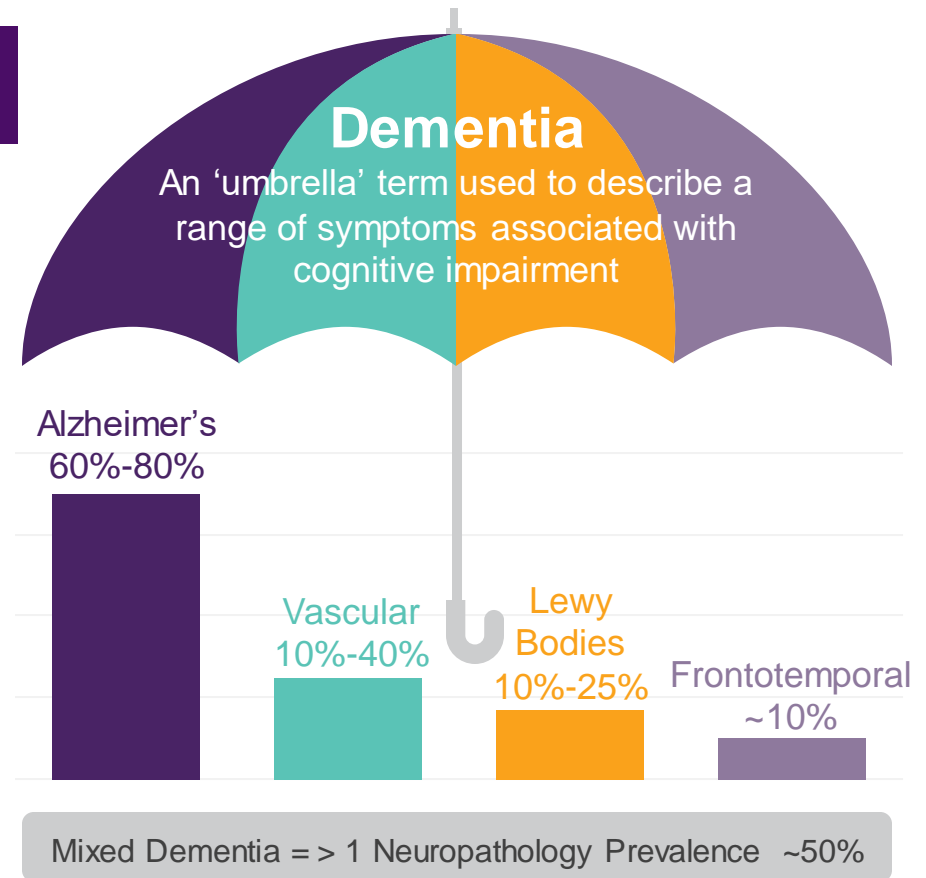 Dementia
An ‘umbrella’ term used to describe a
range of symptoms associated with
cognitive impairment
Alzheimer’s
60%-80%
Vascular
10%-40%
Lewy
Bodies
10%-25%
Frontotemporal
~10%
Mixed Dementia = > 1 Neuropathology Prevalence ~50%